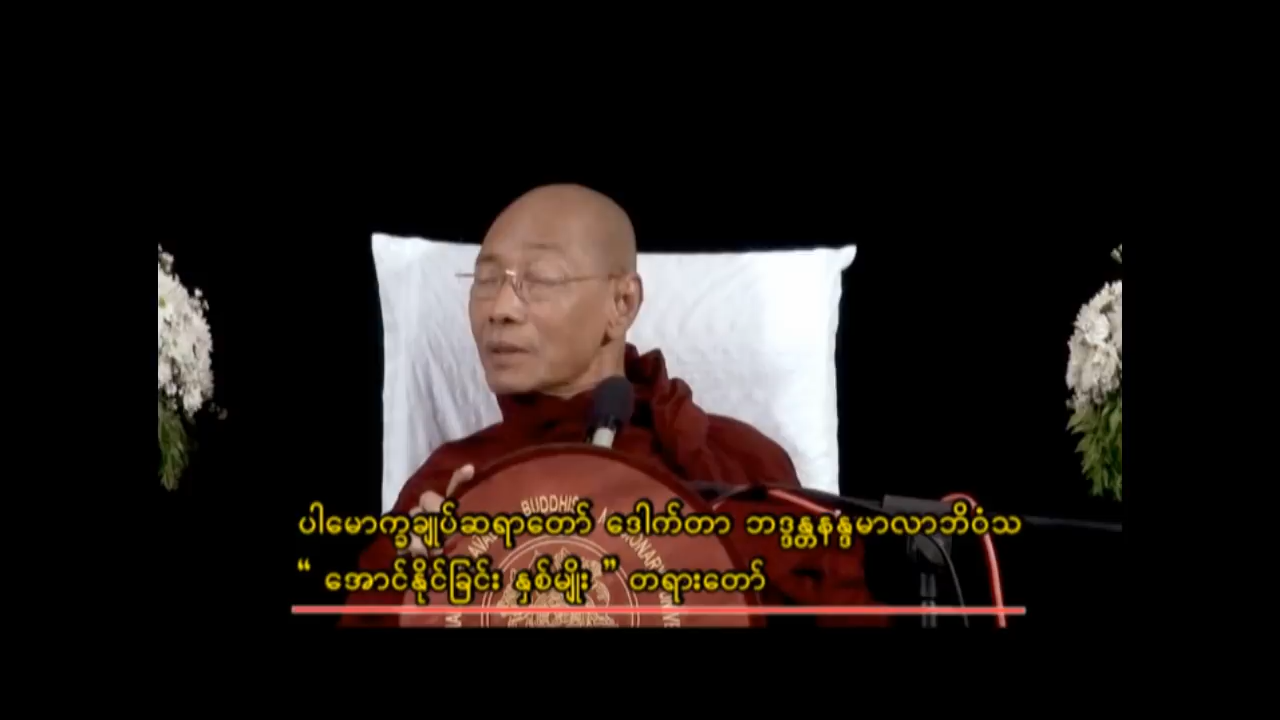 ပါမောက္ခချုပ်ဆရာတော် ဒေါက်တာ ဘဒ္ဒန္တနန္ဒမာလာဘိဝံသ
“ အောင်နိုင်ခြင်း နှစ်မျိုး ” တရားတော်
BUDDHIS